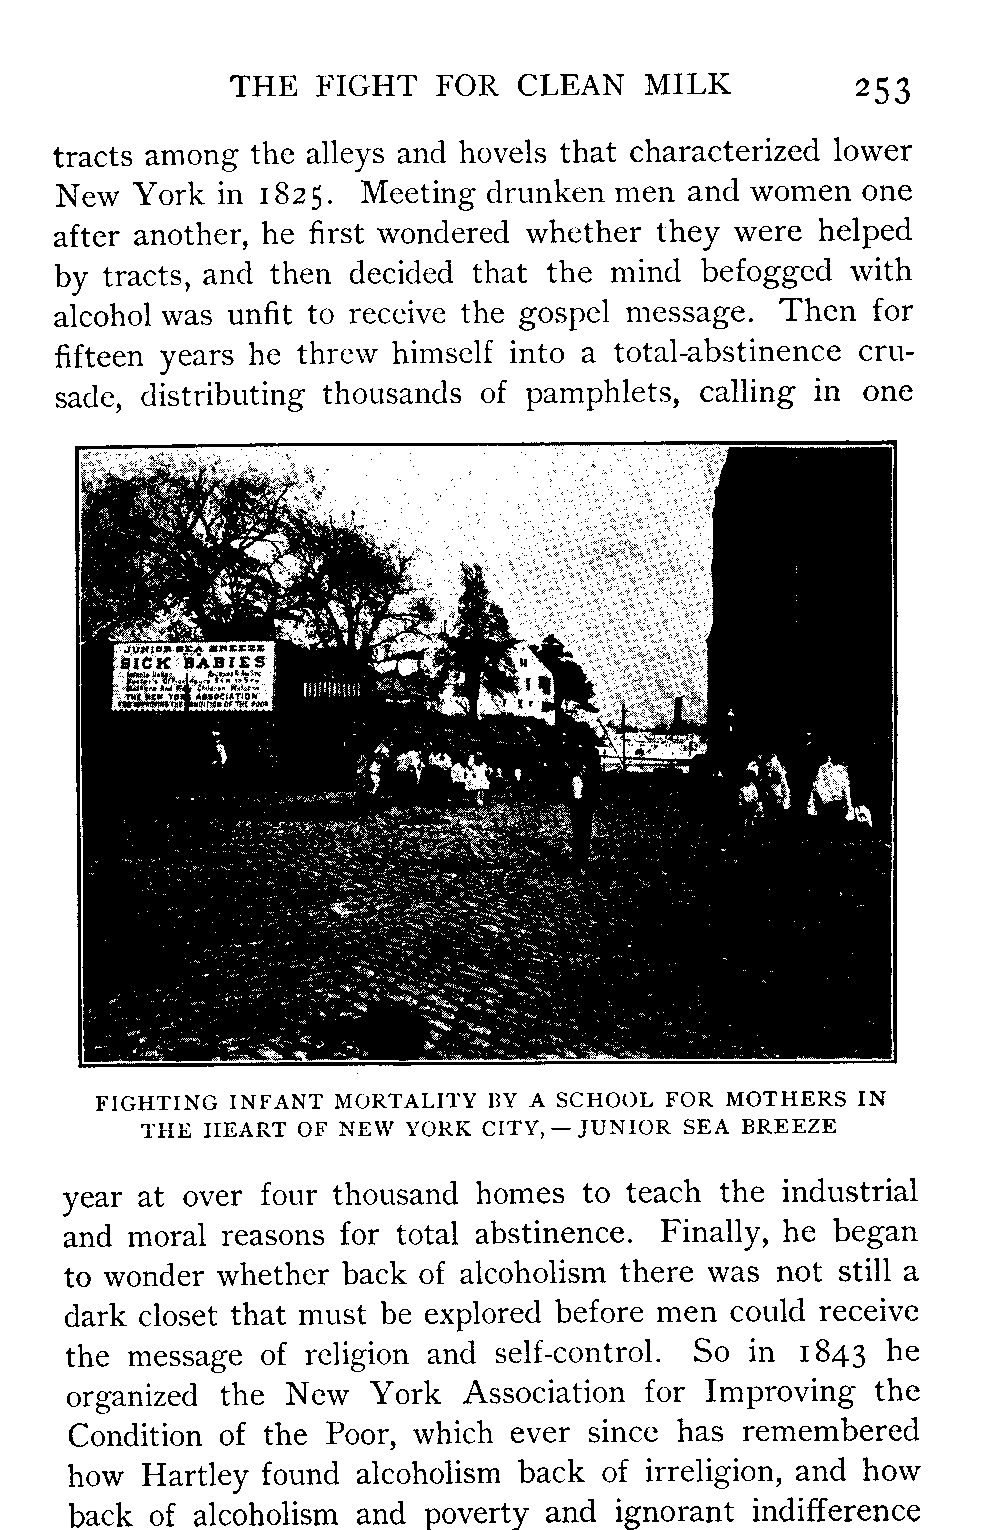 THE FIGHT FOR CLEAN MILK 253
tracts among the alleys and hovels that characterized lower
New York in 1825. Meeting drunken men and women one
after another, he first wondered whether they were helped
by tracts, and then decided that the mind befogged with
alcohol was unfit to receive the gospel message. Then for
fifteen years he threw himself into a total-abstinence cru-
sade, distributing thousands of pamphlets, calling in one
JUNIOR SEA BREEZE
SICK BABIES
THE NEW YORK ASSOCIATION
FOR IMPROVING THE CONDITION OF THE POOR
FIGHTING INFANT MORTALITY BY A SCHOOL FOR MOTHERS IN
THE HEART OF NEW YORK CITY,—JUNIOR SEA BREEZE
year at over four thousand homes to teach the industrial
and moral reasons for total abstinence. Finally, he began
to wonder whether back of alcoholism there was not still a
dark closet that must be explored before men could receive
the message of religion and self-control. So in 1843 he
organized the New York Association for Improving the
Condition of the Poor, which ever since has remembered
how Hartley found alcoholism back of irreligion, and how
back of alcoholism and poverty and ignorant indifference